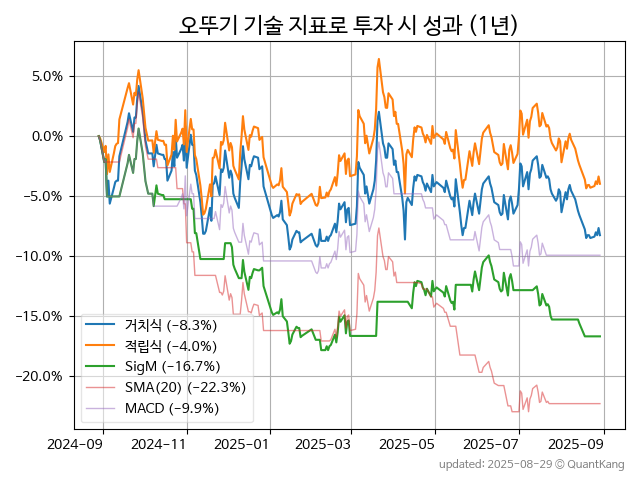 오뚜기 기술 지표로 투자 시 성과 (1년)
5.0%
0.0%
−5.0%
−10.0%
−15.0%
−20.0%
거치식 (−8.3%)
적립식 (−4.0%)
SigM (−16.7%)
SMA(20) (−22.3%)
MACD (−9.9%)
2024-09
2024-11
2025-01
2025-03
2025-05
2025-07
2025-09
updated: 2025-08-29 © QuantKang